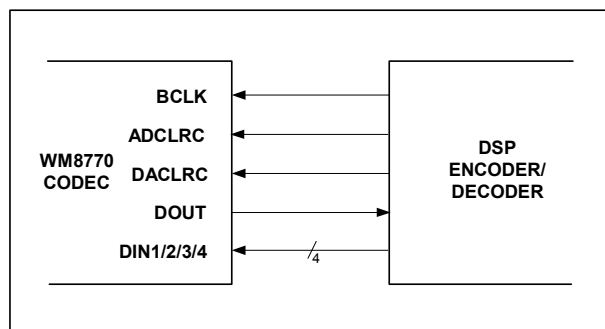 BCLK
ADCLRC
WM8770
CODEC
DACLRC
DOUT
DIN1/2/3/4
4
DSP
ENCODER/
DECODER